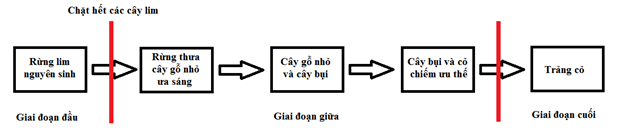 Chặt hết các cây lim
Rừng lim
nguyên sinh
Rừng thưa
cây gỗ nhỏ
ưa sáng
Cây gỗ nhỏ
và cây bụi
Cây bụi và cỏ
chiếm ưu thế
Trảng cỏ
Giai đoạn đầu
Giai đoạn giữa
Giai đoạn cuối